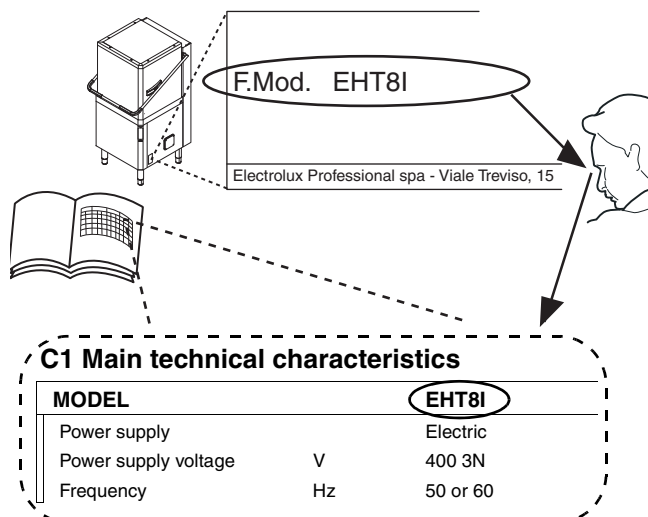 F.Mod. EHT8I
Electrolux Professional spa - Viale Treviso, 15
C1 Main technical characteristics
MODEL EHT8I
Power supply Electric
Power supply voltage V 400 3N
Frequency Hz 50 or 60